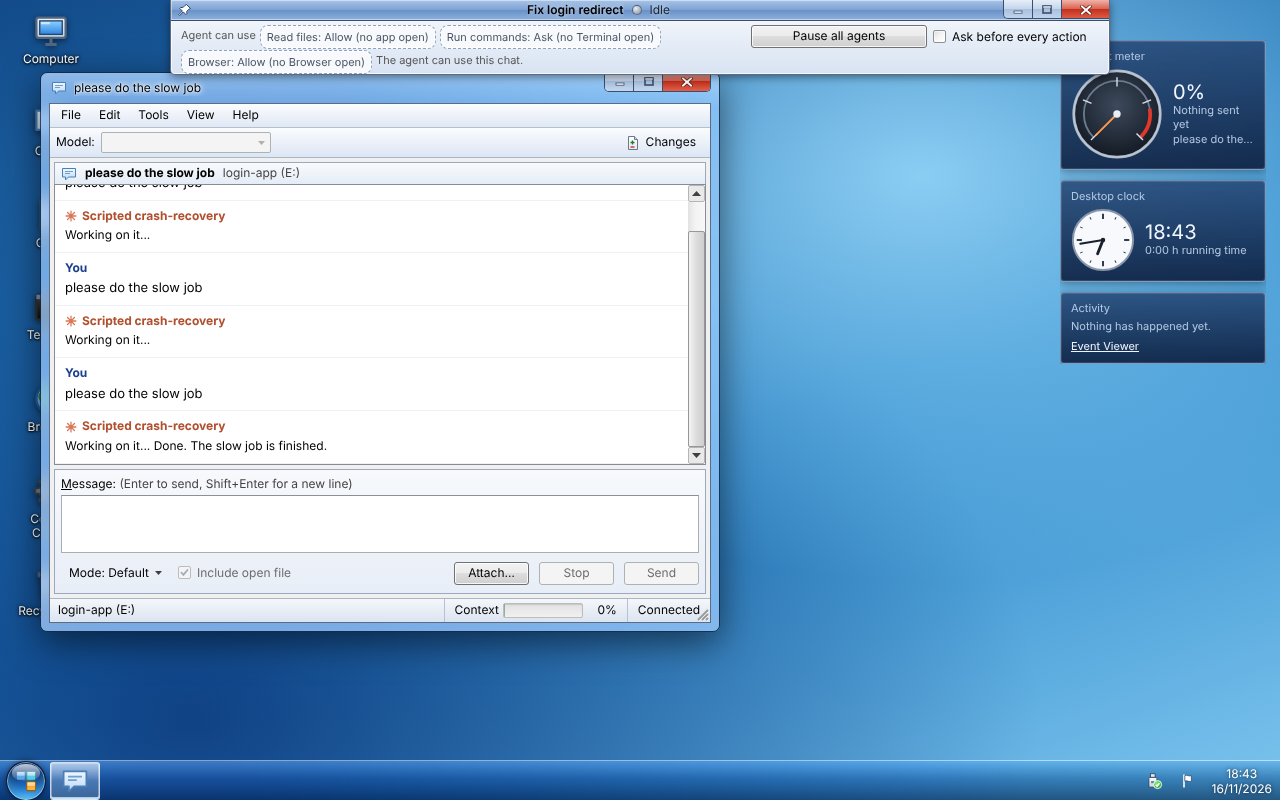 Fix login redirect Idle
Agent can use Read files: Allow (no app open) Run commands: Ask (no Terminal open)
Pause all agents Ask before every action
Browser: Allow (no Browser open) The agent can use this chat.
Computer
please do the slow job
File Edit Tools View Help
Model: Changes
please do the slow job login-app (E:)
please do the slow job
Scripted crash-recovery
Working on it...
You
please do the slow job
Scripted crash-recovery
Working on it...
You
please do the slow job
Scripted crash-recovery
Working on it... Done. The slow job is finished.
Message: (Enter to send, Shift+Enter for a new line)
Mode: Default Include open file Attach... Stop Send
login-app (E:) Context 0% Connected
meter
0%
Nothing sent
yet
please do the...
Desktop clock
18:43
0:00 h running time
Activity
Nothing has happened yet.
Event Viewer
18:43
16/11/2026